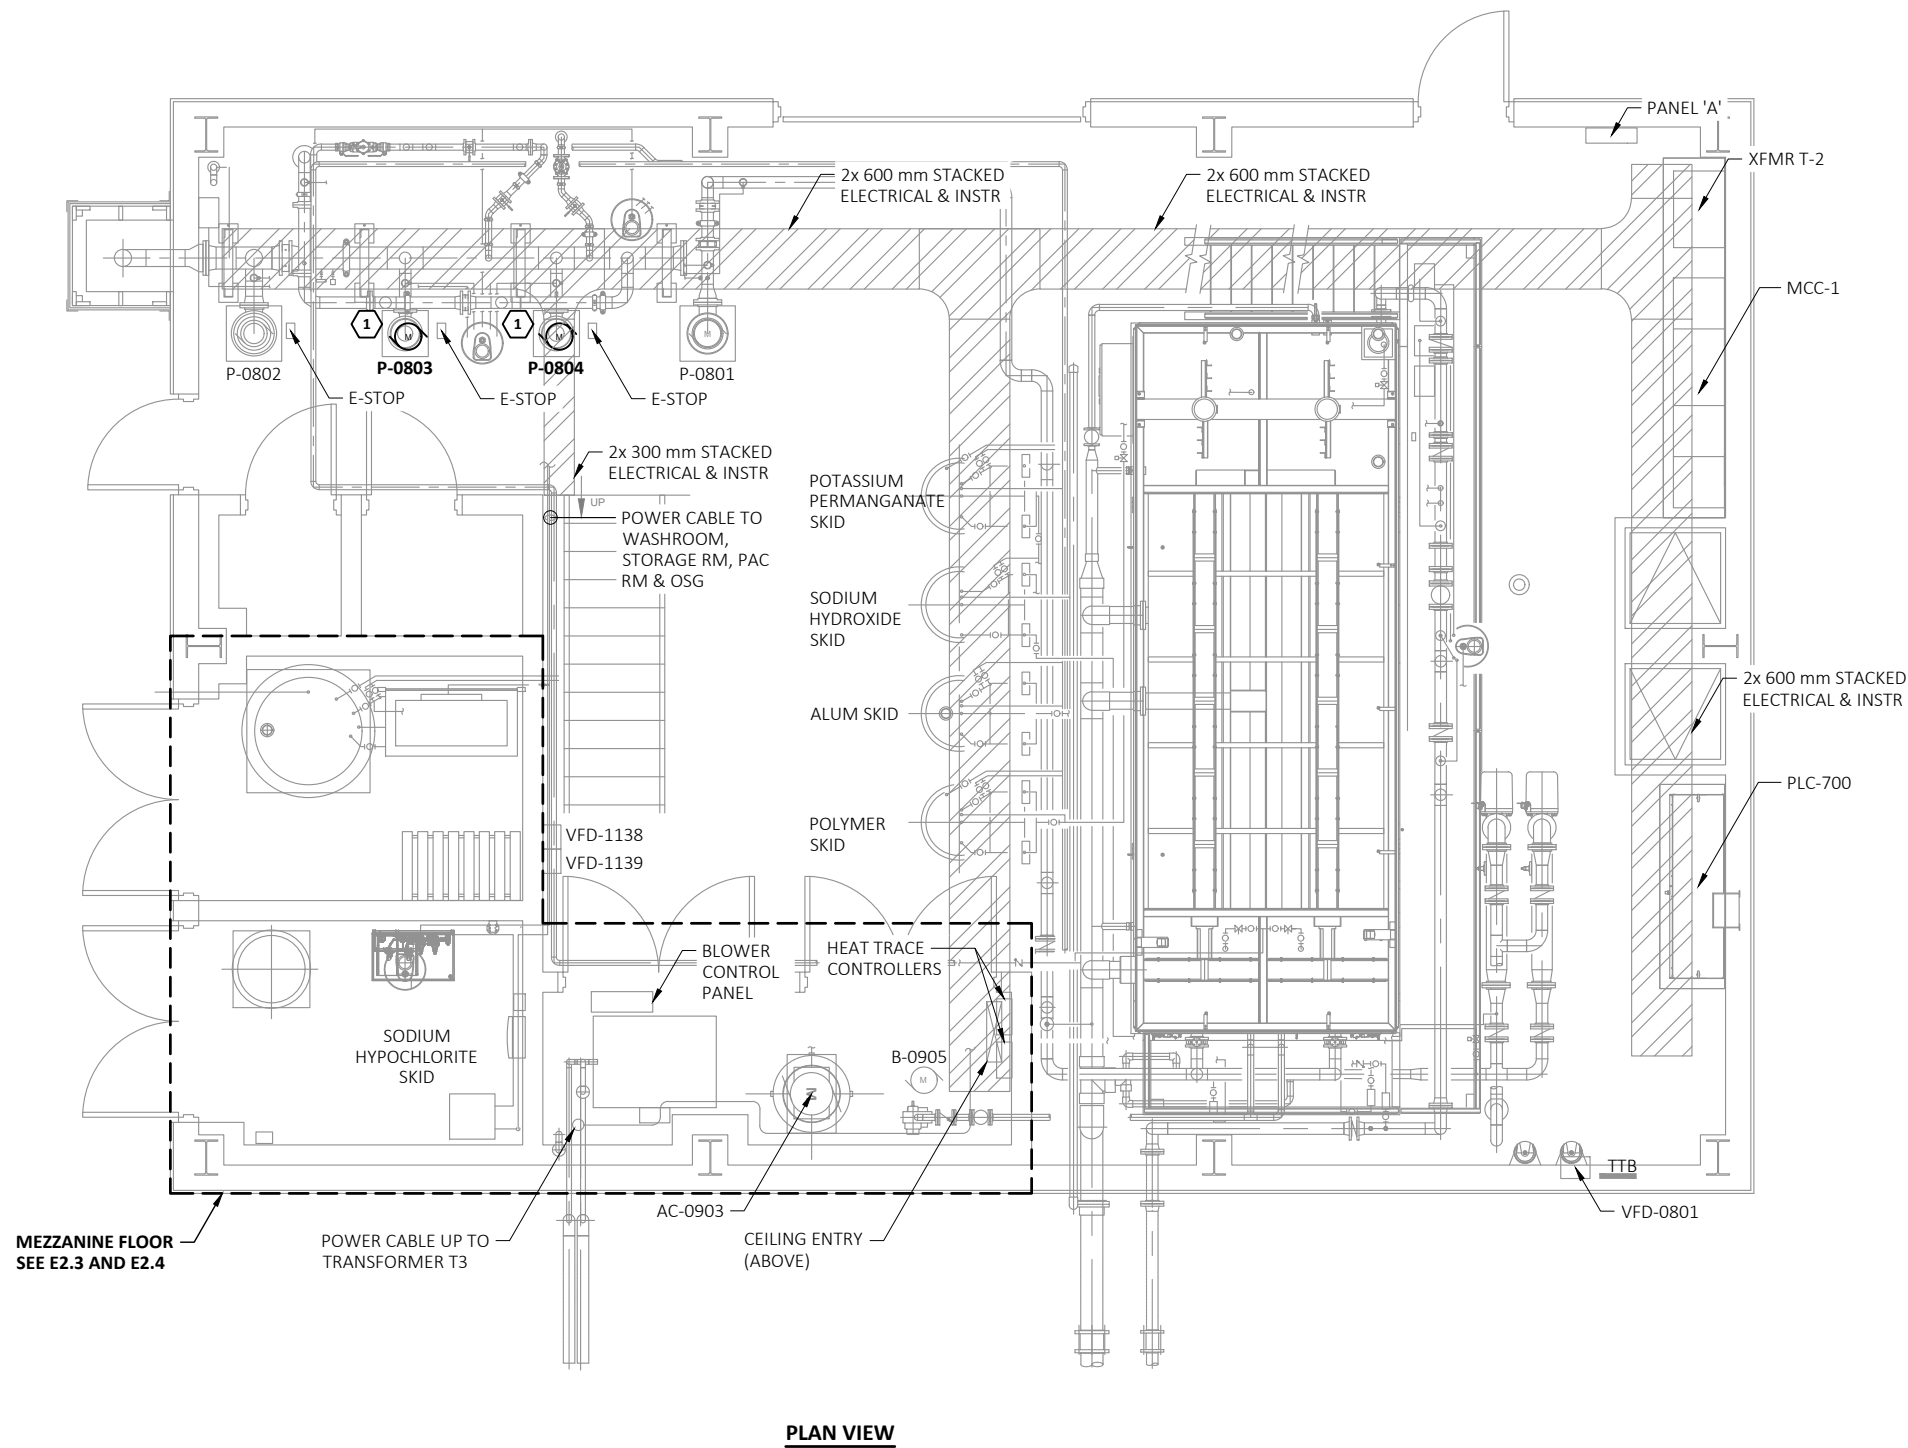 PANEL 'A'
XFMR T-2
2x 600 mm STACKED
ELECTRICAL & INSTR
2x 600 mm STACKED
ELECTRICAL & INSTR
MCC-1
1
1
M
M
M
P-0802
P-0803
P-0804
P-0801
E-STOP
E-STOP
E-STOP
2x 300 mm STACKED
ELECTRICAL & INSTR
UP
POWER CABLE TO
WASHROOM,
STORAGE RM, PAC
RM & OSG
POTASSIUM
PERMANGANATE
SKID
SODIUM
HYDROXIDE
SKID
ALUM SKID
POLYMER
SKID
2x 600 mm STACKED
ELECTRICAL & INSTR
PLC-700
VFD-1138
VFD-1139
BLOWER
CONTROL
PANEL
HEAT TRACE
CONTROLLERS
SODIUM
HYPOCHLORITE
SKID
B-0905
M
M
TTB
VFD-0801
AC-0903
CEILING ENTRY
(ABOVE)
POWER CABLE UP TO
TRANSFORMER T3
MEZZANINE FLOOR
SEE E2.3 AND E2.4
PLAN VIEW